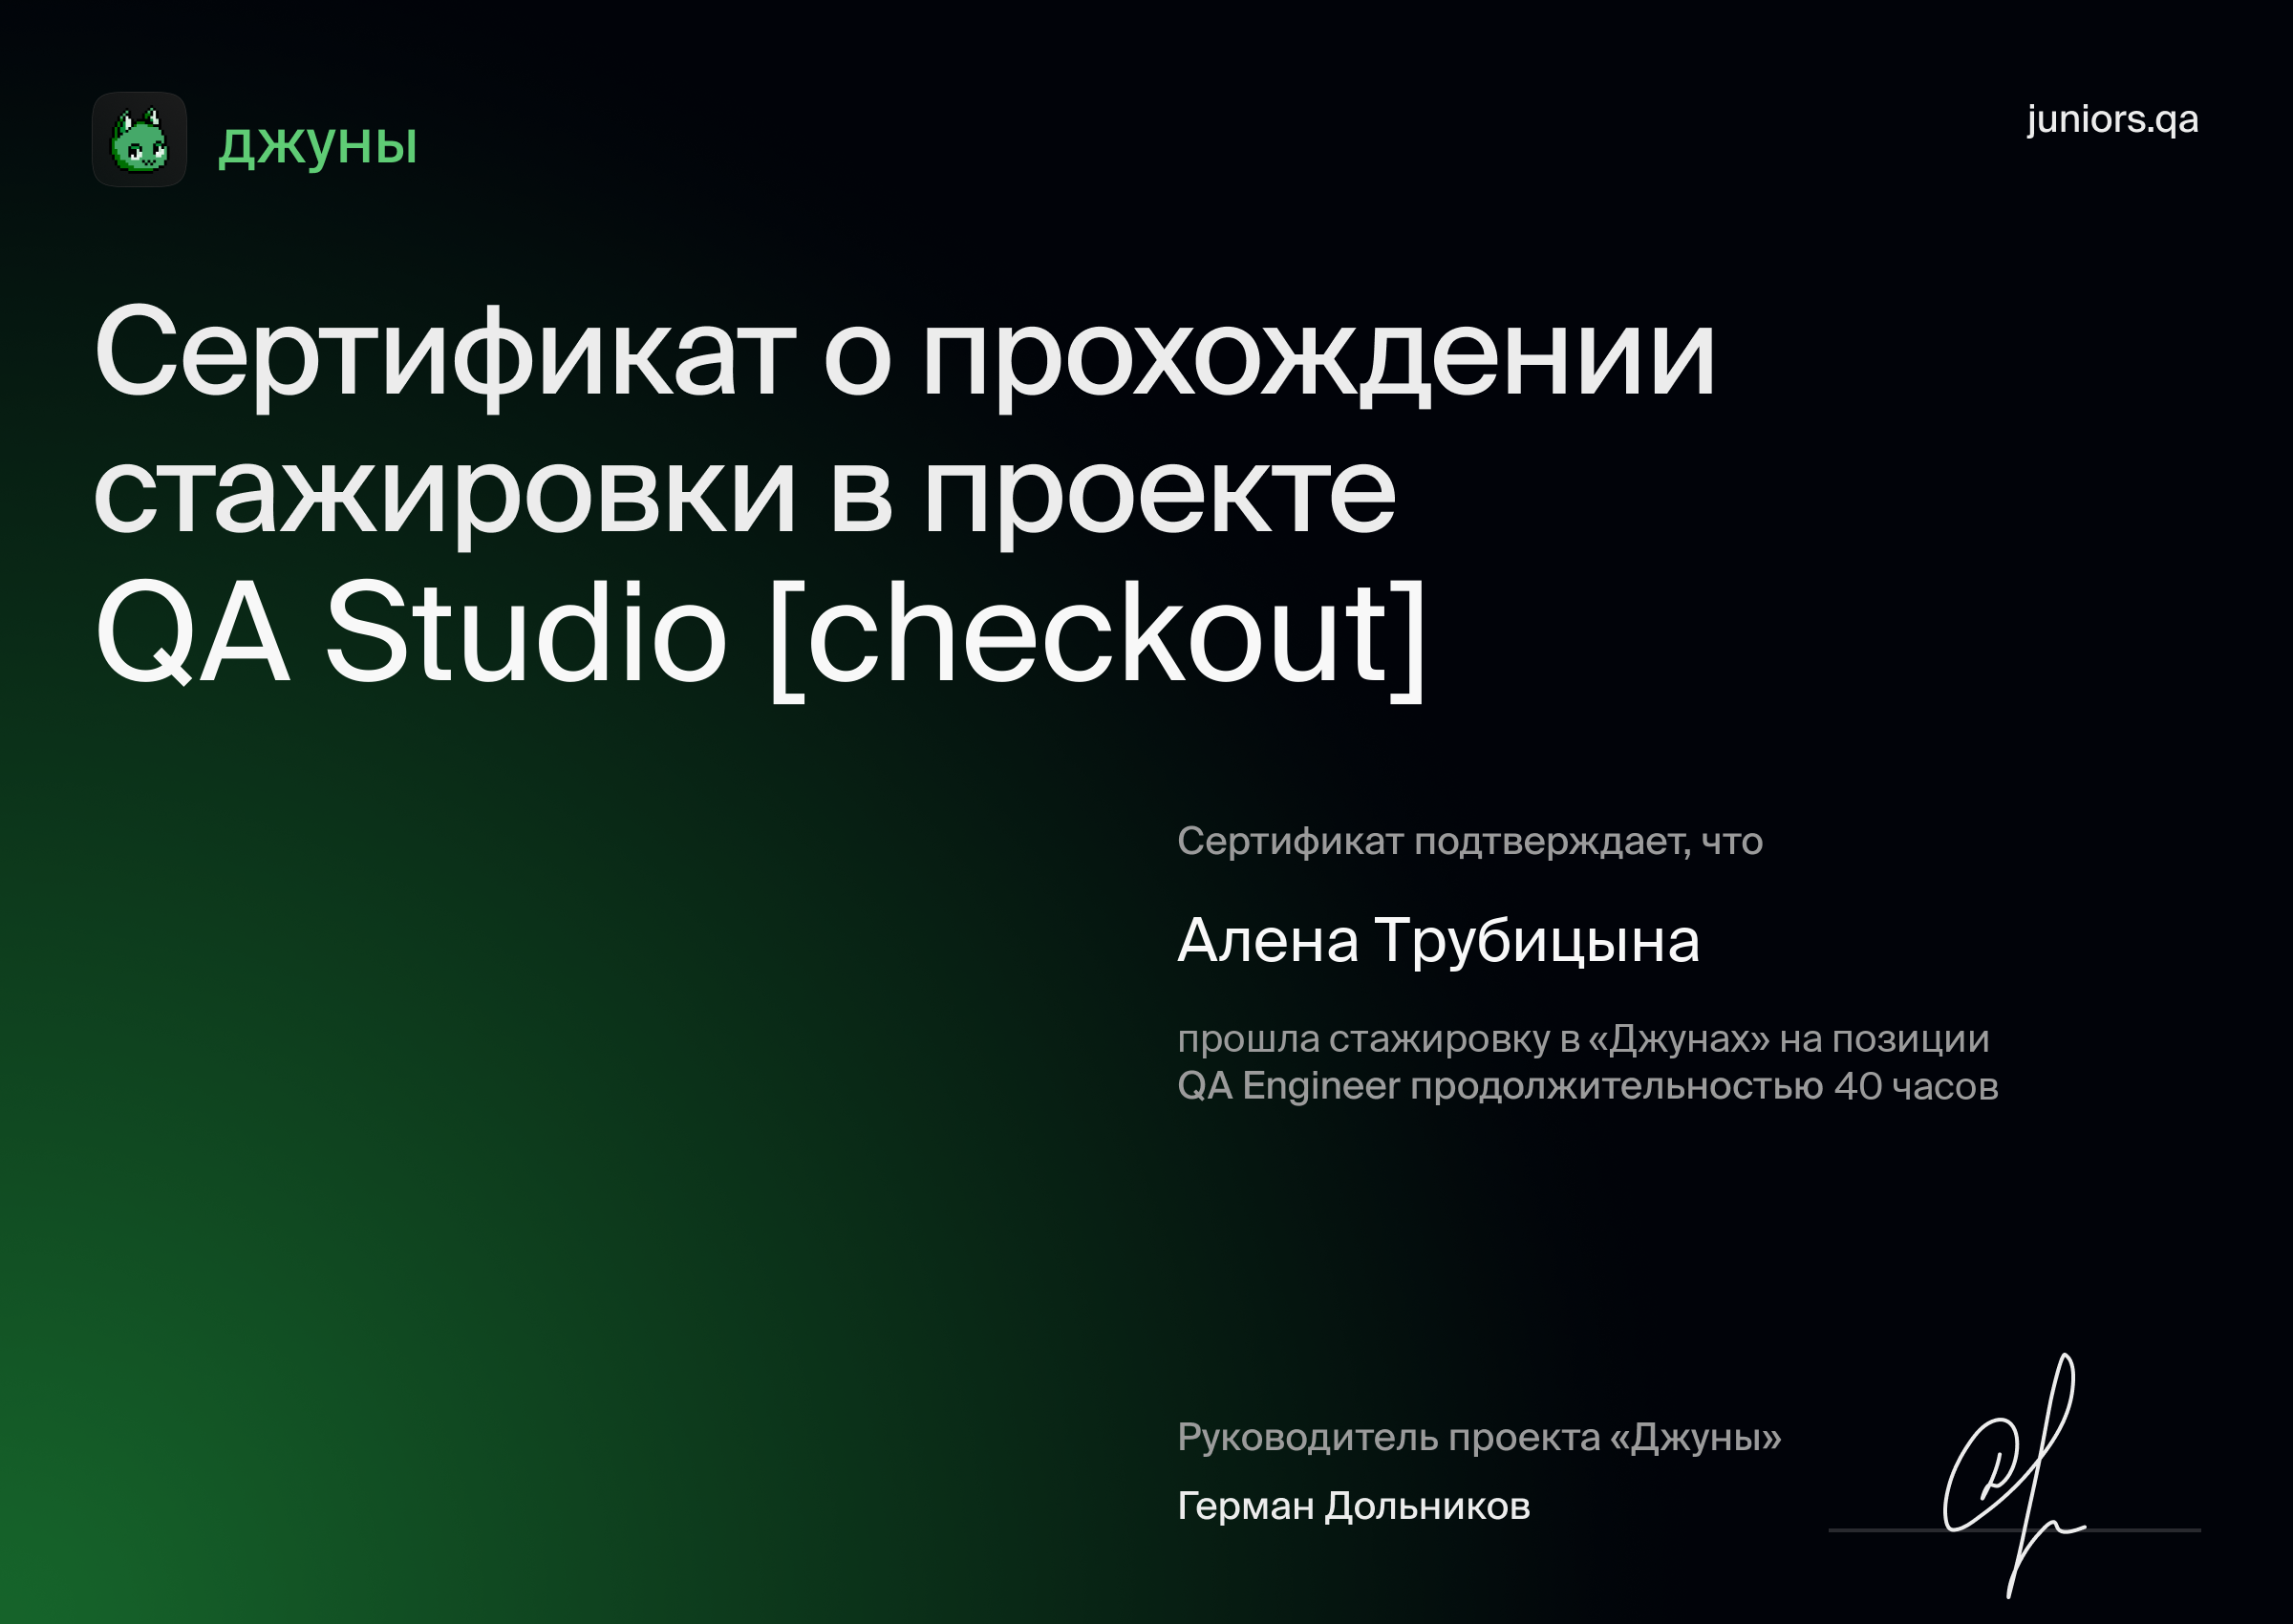 джуны
juniors.qa
Сертификат о прохождении
стажировки в проекте
QA Studio [checkout]
Сертификат подтверждает, что
Алена Трубицына
прошла стажировку в «Джунах» на позиции
QA Engineer продолжительностью 40 часов
Руководитель проекта «Джуны»
Герман Дольников